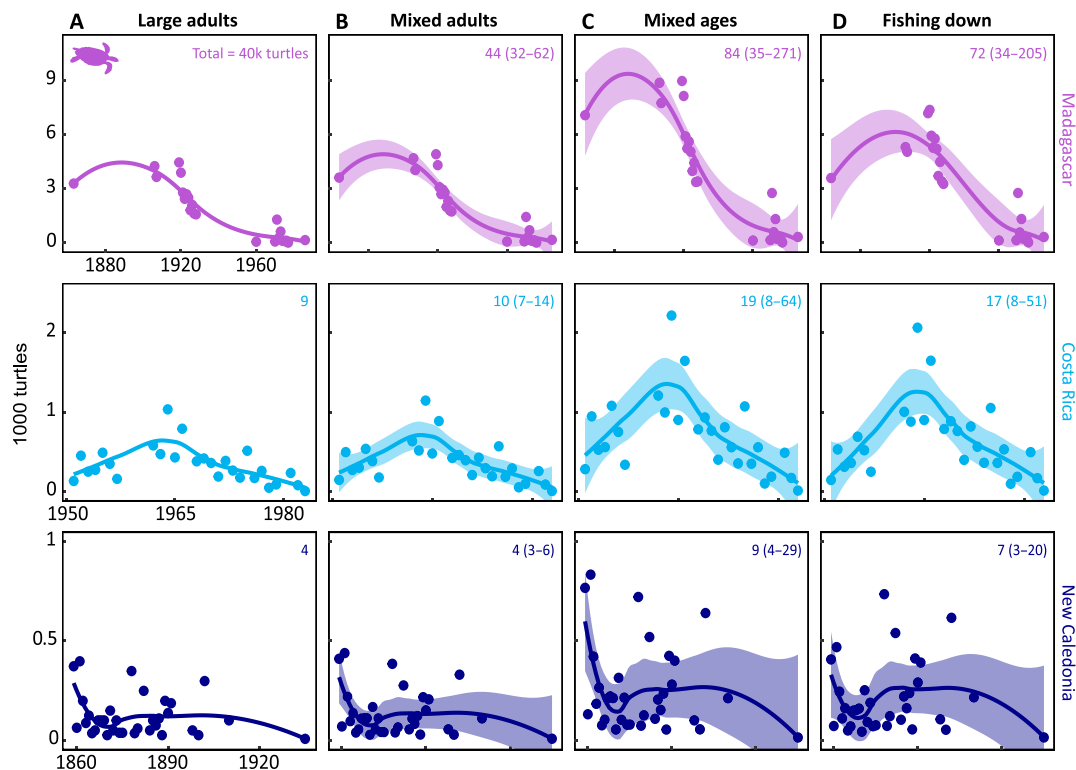 A Large adults
B Mixed adults
C Mixed ages
D Fishing down
Total = 40k turtles
44 (32–62)
84 (35–271)
72 (34–205)
Madagascar
9
6
3
0
1880 1920 1960
9
10 (7–14)
19 (8–64)
17 (8–51)
Costa Rica
1000 turtles
2
1
0
1950 1965 1980
4
4 (3–6)
9 (4–29)
7 (3–20)
New Caledonia
1
0.5
0
1860 1890 1920